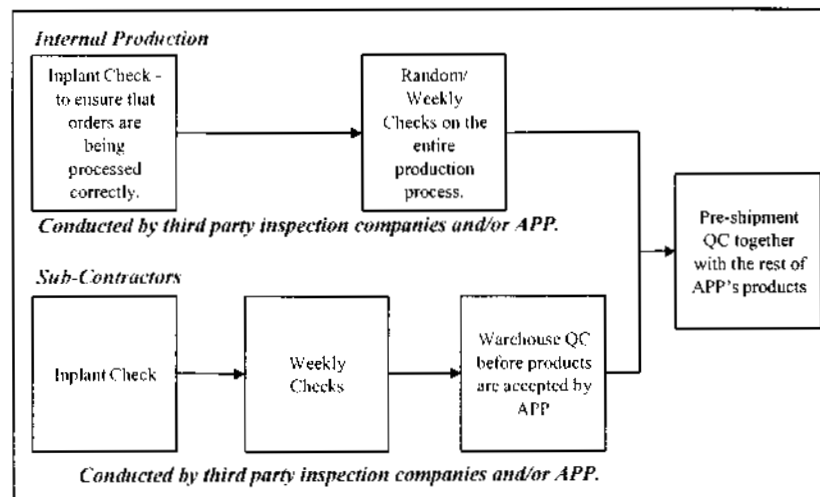 Internal Production
Inplant Check -
to ensure that
orders are
being
processed
correctly.
Random/
Weekly
Checks on the
entire
production
process.
Conducted by third party inspection companies and/or APP.
Pre-shipment
QC together
with the rest of
APP's products
Sub-Contractors
Inplant Check
Weekly
Checks
Warehouse QC
before products
are accepted by
APP
Conducted by third party inspection companies and/or APP.